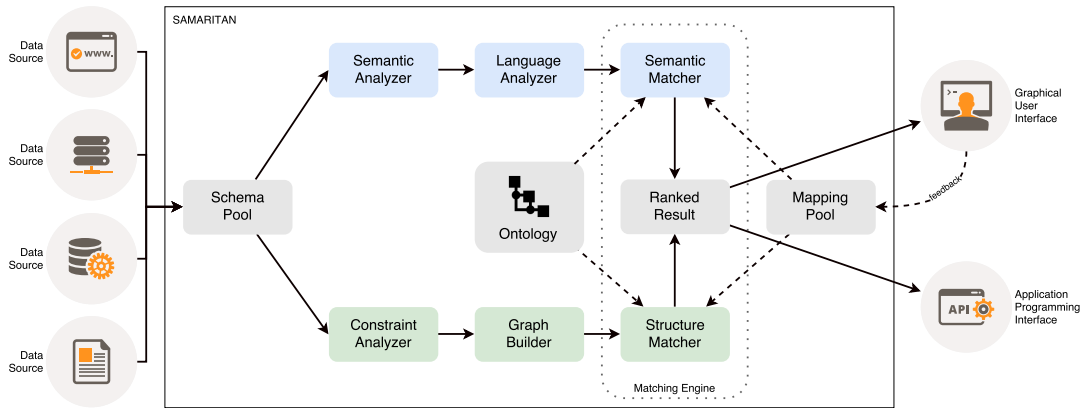 SAMARITAN
Data
Source
www.
Data
Source
Data
Source
Data
Source
Schema
Pool
Semantic
Analyzer
Language
Analyzer
Semantic
Matcher
Ontology
Ranked
Result
Mapping
Pool
Constraint
Analyzer
Graph
Builder
Structure
Matcher
Matching Engine
Graphical
User
Interface
feedback
API
Application
Programming
Interface